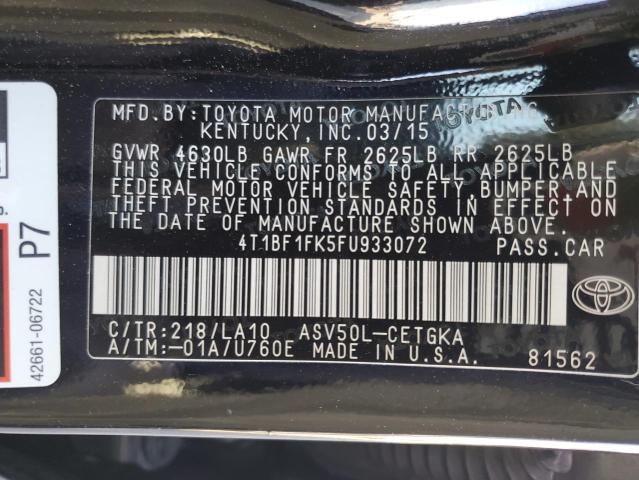 MFD.BY:TOYOTA MOTOR MANUFACTURING
KENTUCKY, INC. 03/15
GVWR 4630LB GAWR FR 2625LB RR 2625LB
THIS VEHICLE CONFORMS TO ALL APPLICABLE
FEDERAL MOTOR VEHICLE SAFETY, BUMPER AND
THEFT PREVENTION STANDARDS IN EFFECT ON
THE DATE OF MANUFACTURE SHOWN ABOVE.
4T1BF1FK5FU933072 PASS.CAR
C/TR:218/LA10 ASV50L-CETGKA
A/TM:-01A/U760E MADE IN U.S.A. 81562
P7
42661-06722